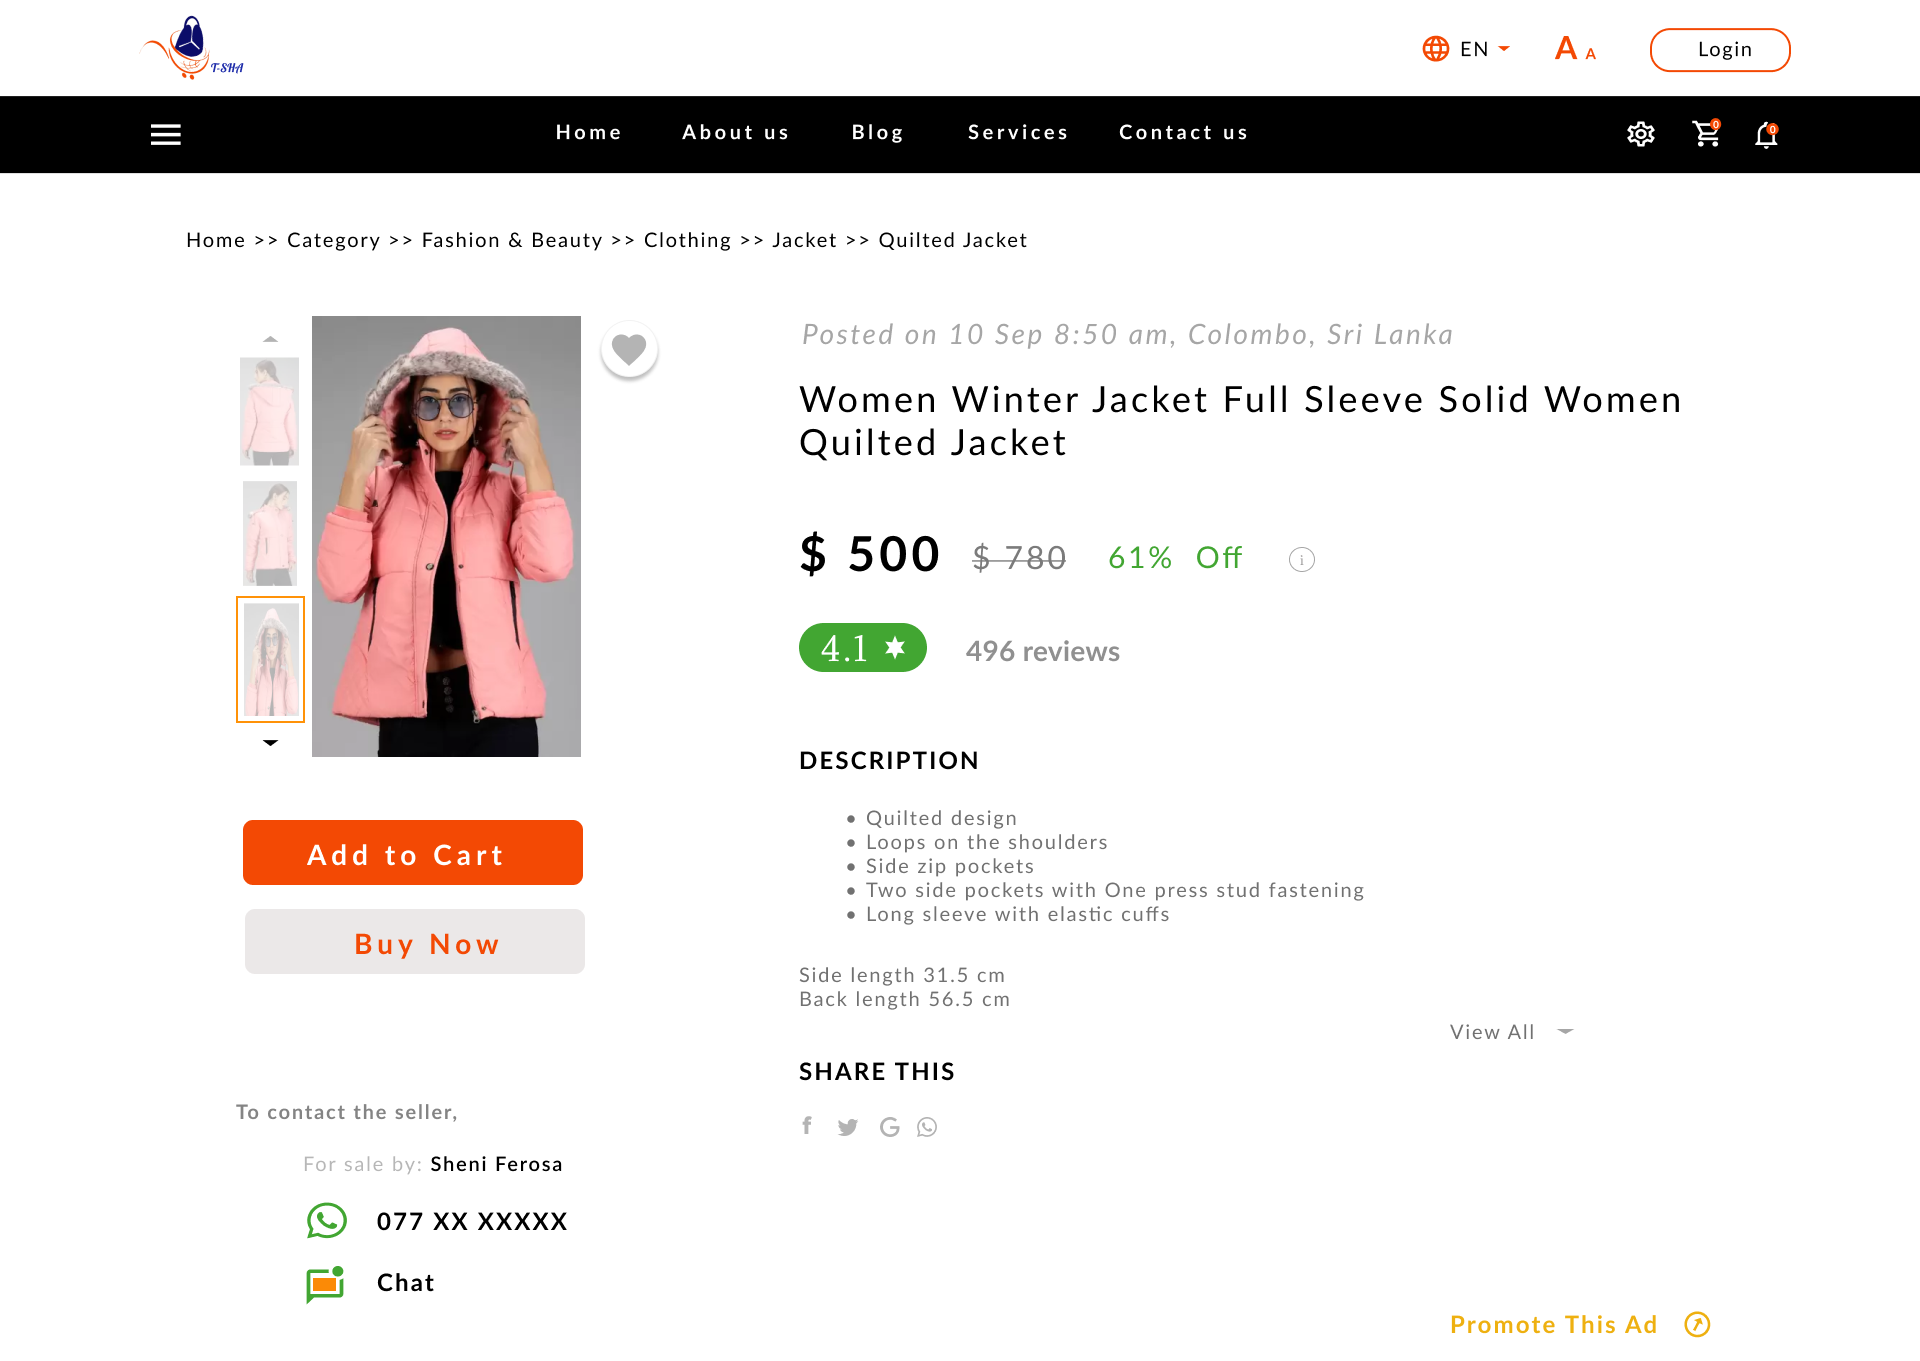 T-SHA
EN
A A
Login
Home About us Blog Services Contact us
0 0
Home >> Category >> Fashion & Beauty >> Clothing >> Jacket >> Quilted Jacket
Posted on 10 Sep 8:50 am, Colombo, Sri Lanka
Women Winter Jacket Full Sleeve Solid Women
Quilted Jacket
$ 500 $ 780 61% Off i
4.1 496 reviews
DESCRIPTION
• Quilted design
• Loops on the shoulders
• Side zip pockets
• Two side pockets with One press stud fastening
• Long sleeve with elastic cuffs
Side length 31.5 cm
Back length 56.5 cm
View All
SHARE THIS
Add to Cart
Buy Now
To contact the seller,
For sale by: Sheni Ferosa
077 XX XXXXX
Chat
Promote This Ad